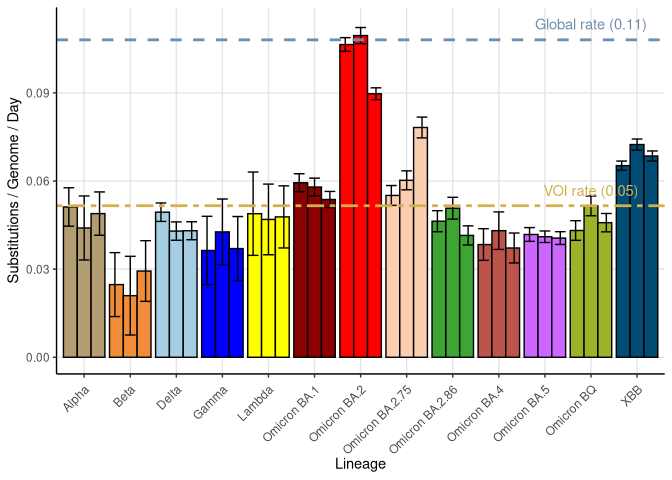 Global rate (0.11)
VOI rate (0.05)
Substitutions / Genome / Day
0.09
0.06
0.03
0.00
Alpha
Beta
Delta
Gamma
Lambda
Omicron BA.1
Omicron BA.2
Omicron BA.2.75
Omicron BA.2.86
Omicron BA.4
Omicron BA.5
Omicron BQ
XBB
Lineage